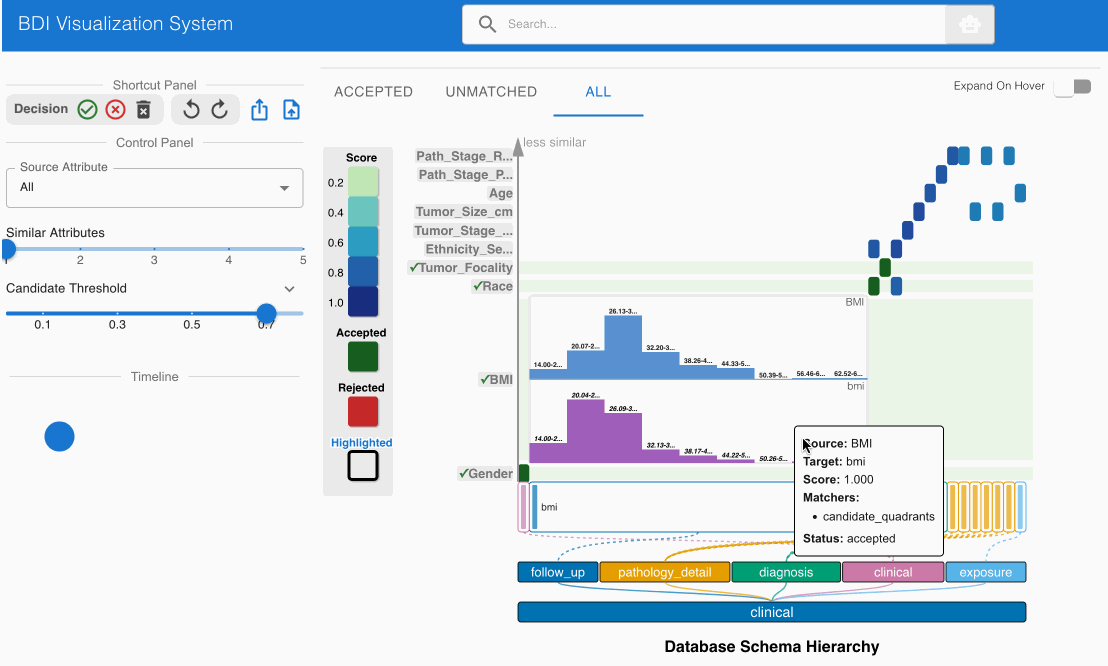 BDI Visualization System
Search...
Shortcut Panel
Decision
Control Panel
Source Attribute
All
Similar Attributes
1 2 3 4 5
Candidate Threshold
0.1 0.3 0.5 0.7
Timeline
ACCEPTED UNMATCHED ALL
Expand On Hover
less similar
Score
0.2
0.4
0.6
0.8
1.0
Accepted
Rejected
Highlighted
Path_Stage_R...
Path_Stage_P...
Age
Tumor_Size_cm
Tumor_Stage_...
Ethnicity_Se...
✓Tumor_Focality
✓Race
✓BMI
✓Gender
BMI
14.00-2... 20.07-2... 26.13-3... 32.20-3... 38.26-4... 44.33-5... 50.39-5... 56.46-6... 62.52-6...
bmi
14.00-2... 20.04-2... 26.09-3... 32.13-3... 38.17-4... 44.22-5... 50.26-5...
Source: BMI
Target: bmi
Score: 1.000
Matchers:
• candidate_quadrants
Status: accepted
bmi
follow_up pathology_detail diagnosis clinical exposure
clinical
Database Schema Hierarchy